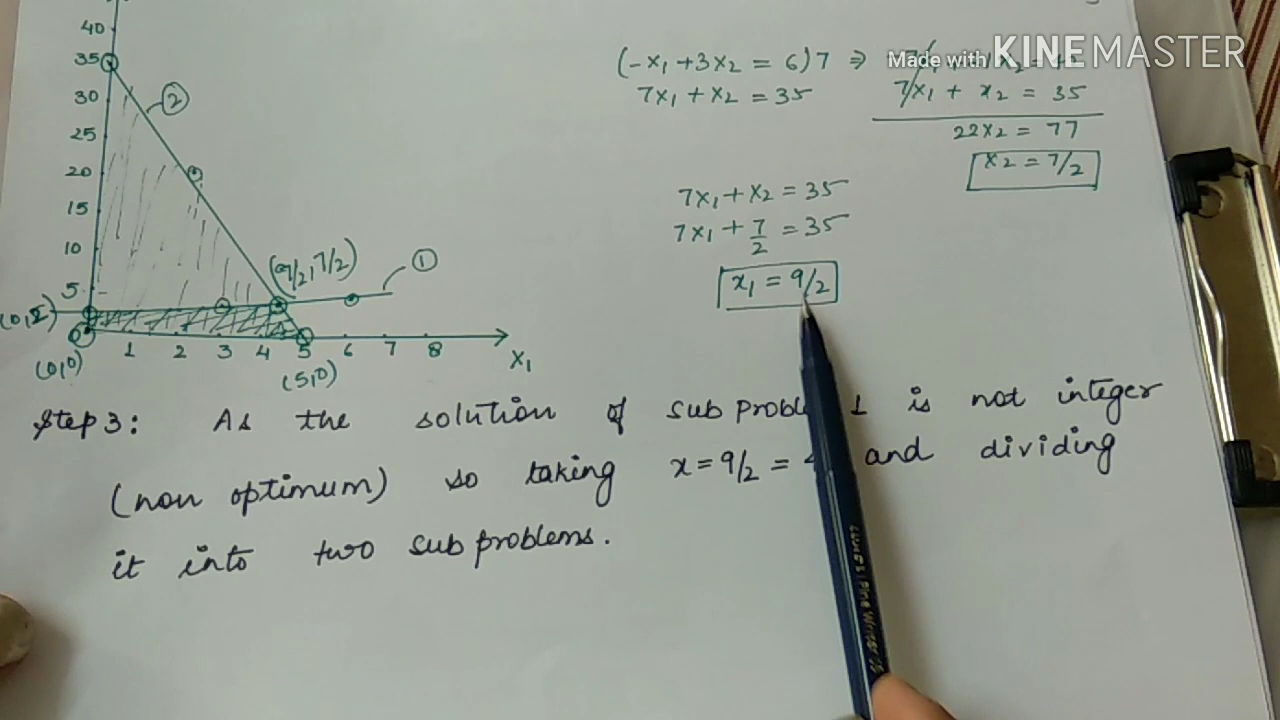 40
35
30
25
20
15
10
5
0
1 2 3 4 5 6 7 8
X₁
②
①
(9/2, 7/2)
(0,2)
(0,0)
(5,0)
(-x₁ + 3x₂ = 6) 7 ⇒
7x₁ + x₂ = 35
7x₁ + x₂ = 35
22x₂ = 77
x₂ = 7/2
7x₁ + x₂ = 35
7x₁ + 7/2 = 35
x₁ = 9/2
Made with KINEMASTER
Step 3: As the solution of sub 1 is not integer
(non optimum) so taking x = 9/2 = and dividing
it into two sub problems.